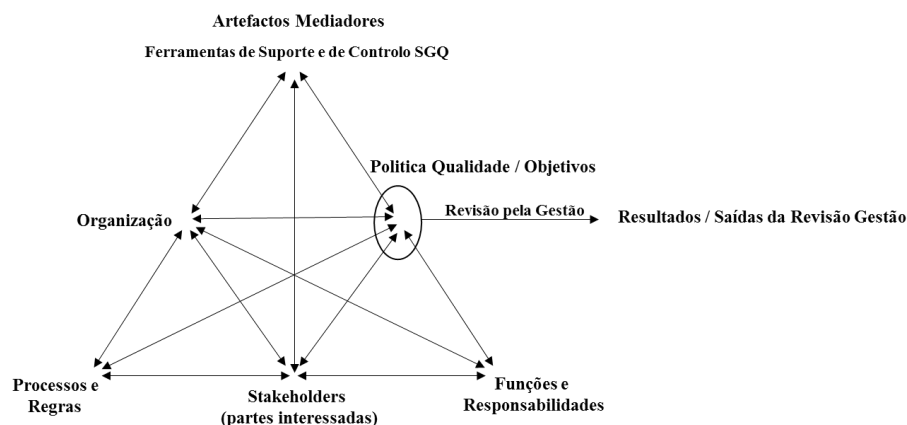 Artefactos Mediadores
Ferramentas de Suporte e de Controlo SGQ
Politica Qualidade / Objetivos
Organização
Revisão pela Gestão
Resultados / Saídas da Revisão Gestão
Processos e
Regras
Stakeholders
(partes interessadas)
Funções e
Responsabilidades